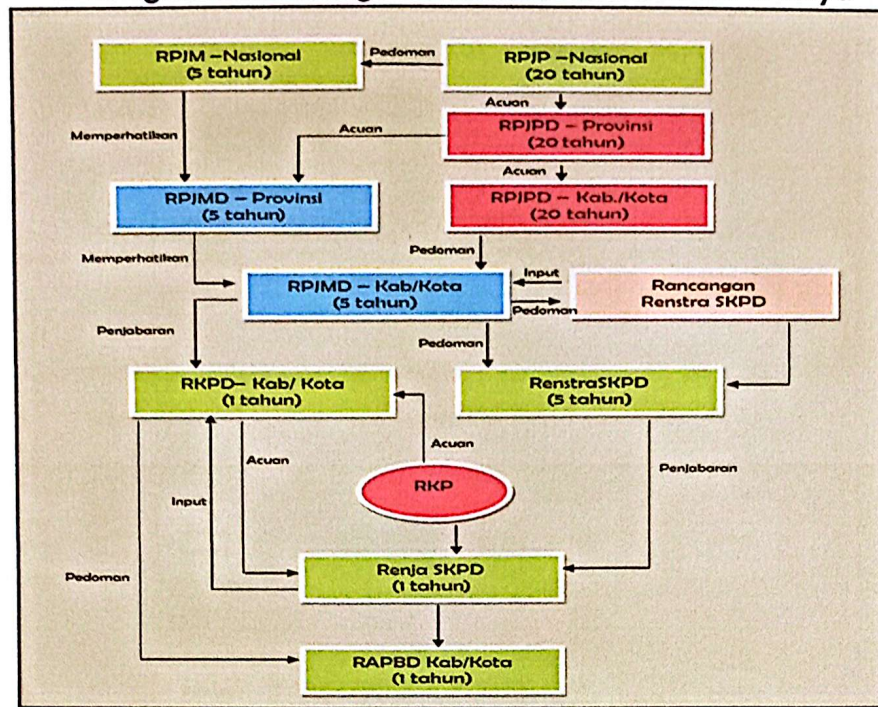 RPJM –Nasional
(5 tahun)
Pedoman
RPJP –Nasional
(20 tahun)
Acuan
Memperhatikan
Acuan
RPJPD – Provinsi
(20 tahun)
Acuan
RPJMD – Provinsi
(5 tahun)
RPJPD – Kab./Kota
(20 tahun)
Pedoman
Memperhatikan
RPJMD – Kab/Kota
(5 tahun)
Input
Pedoman
Rancangan
Renstra SKPD
Penjabaran
Pedoman
RKPD– Kab/ Kota
(1 tahun)
RenstraSKPD
(5 tahun)
Acuan
Acuan
Penjabaran
RKP
Input
Renja SKPD
(1 tahun)
Pedoman
RAPBD Kab/Kota
(1 tahun)